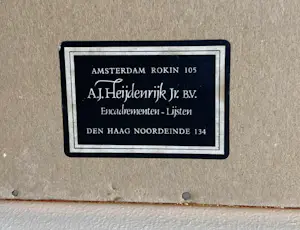 AMSTERDAM ROKIN 105
A.J. Heijdenrijk Jr. B.V.
Encadrementen - Lijsten
DEN HAAG NOORDEINDE 134